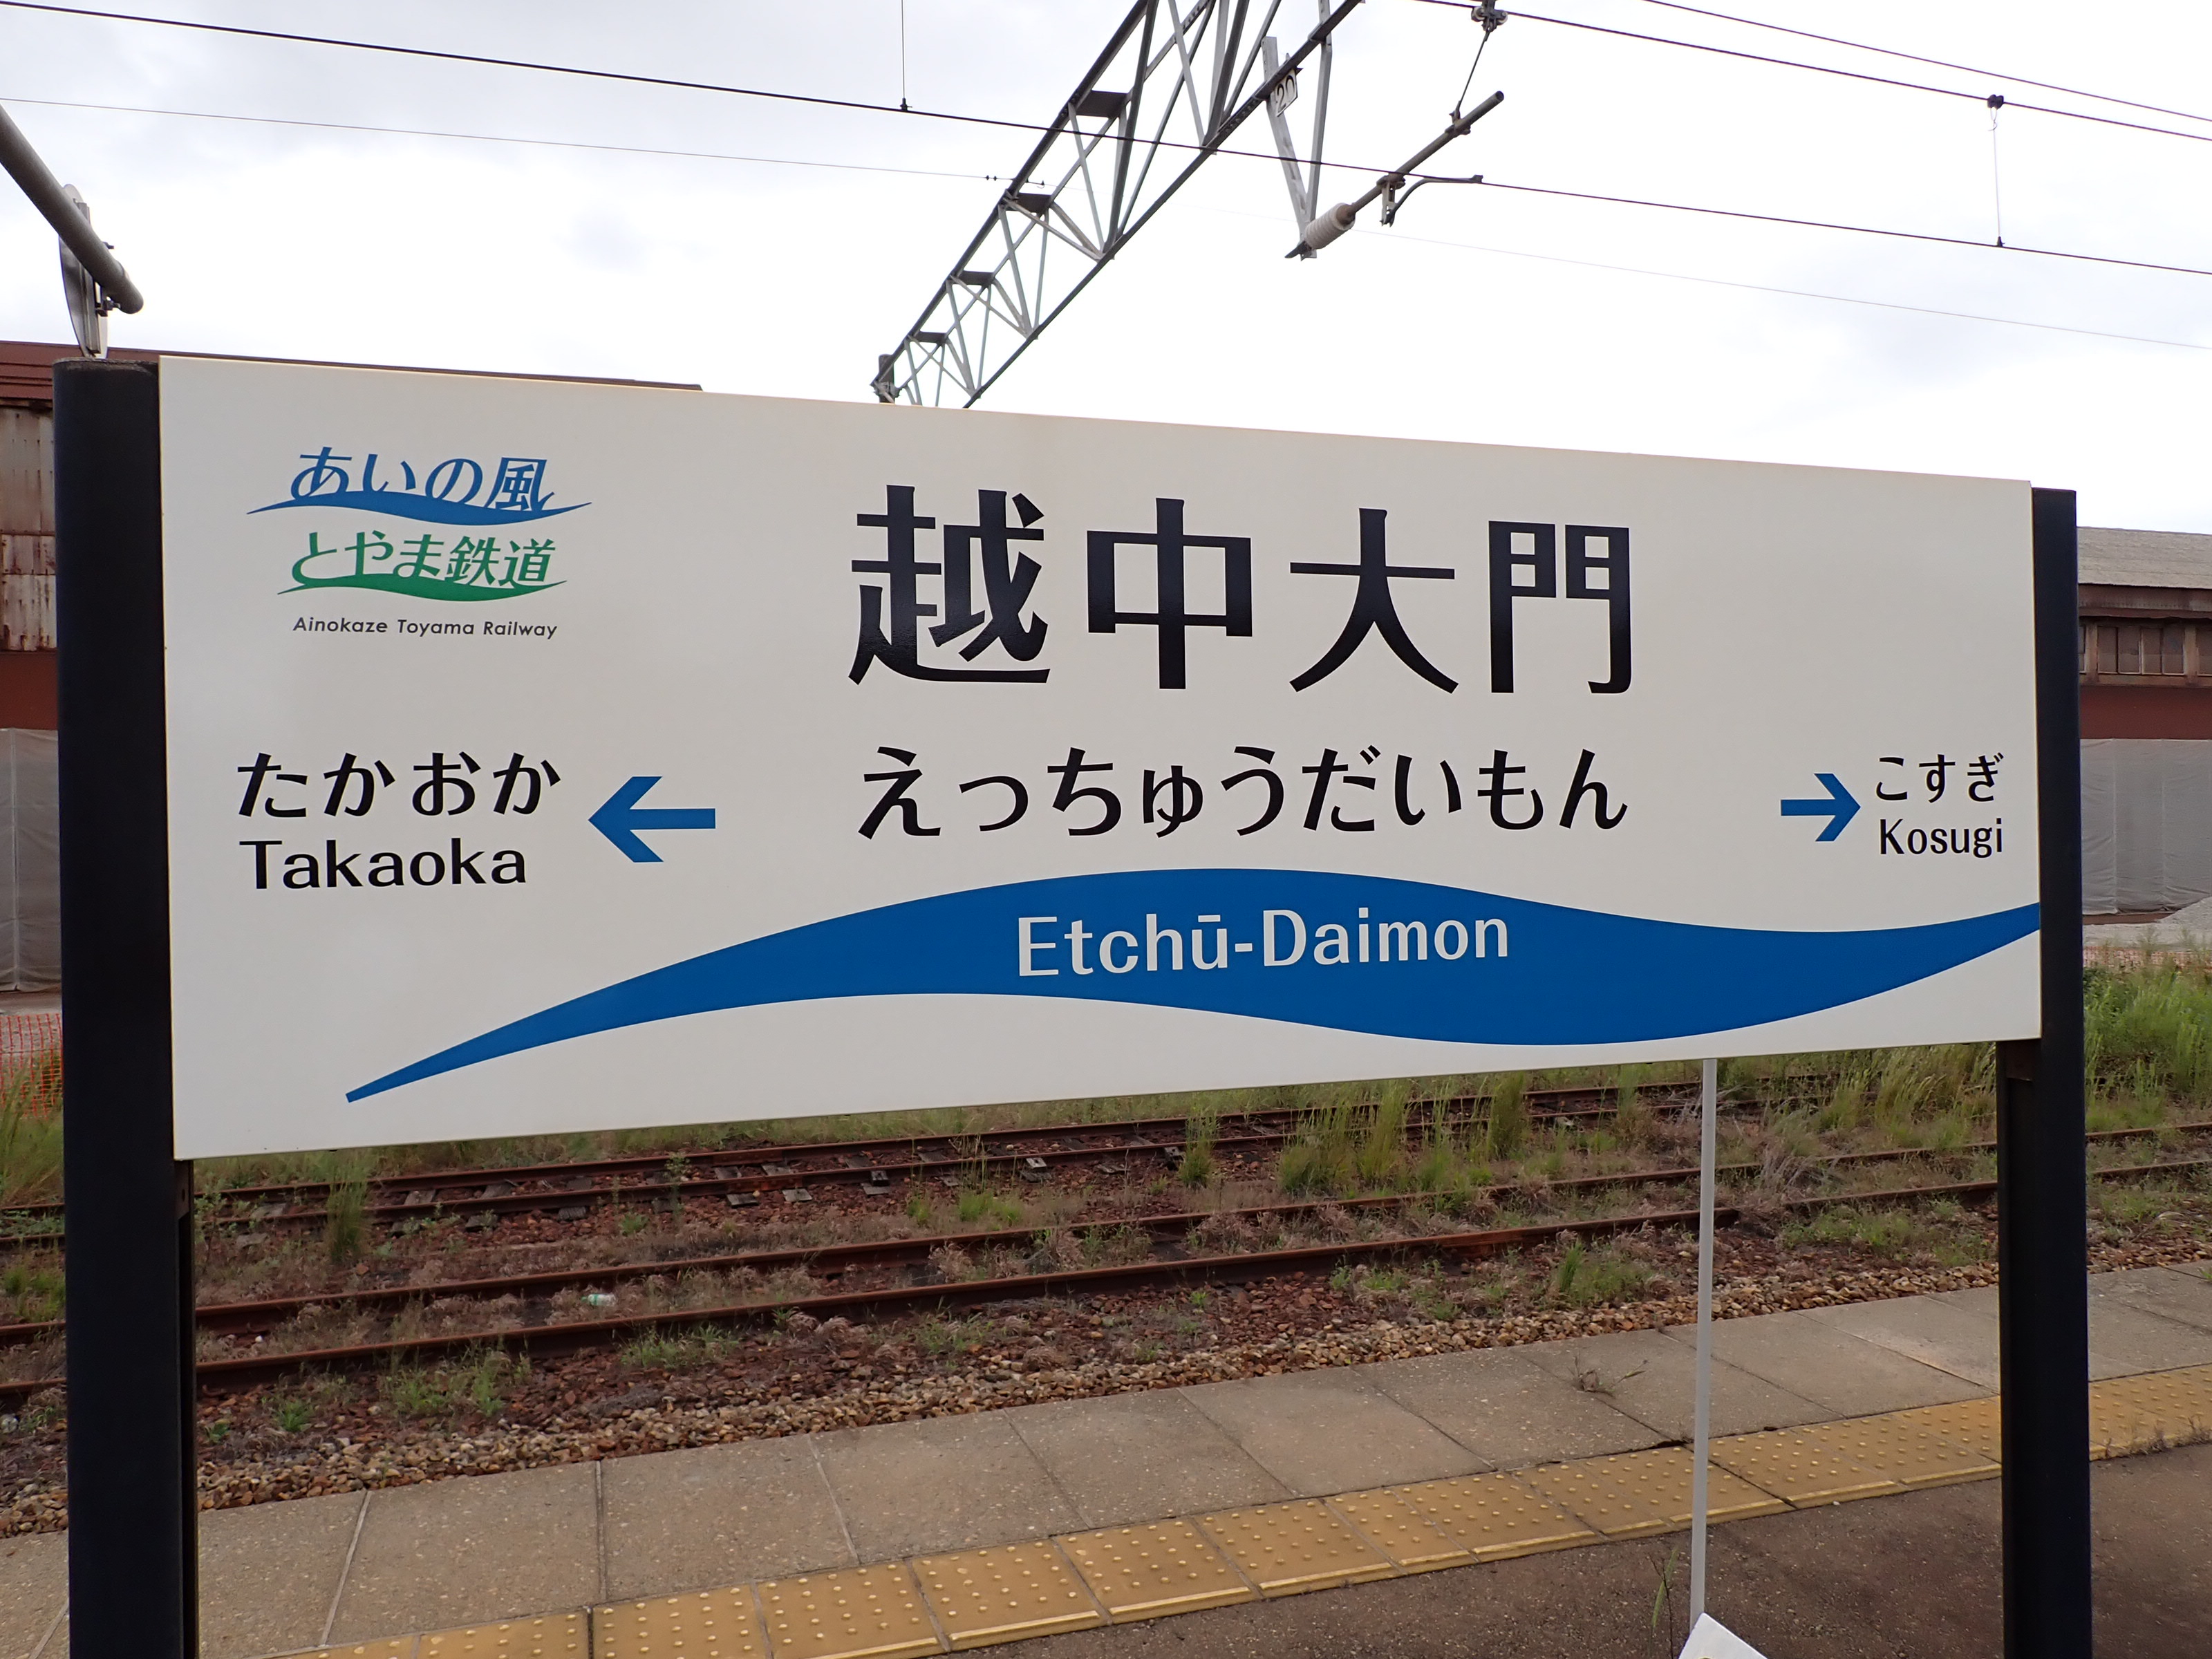 あいの風
とやま鉄道
Ainokaze Toyama Railway
越中大門
えっちゅうだいもん
たかおか
Takaoka
こすぎ
Kosugi
Etchū-Daimon
20